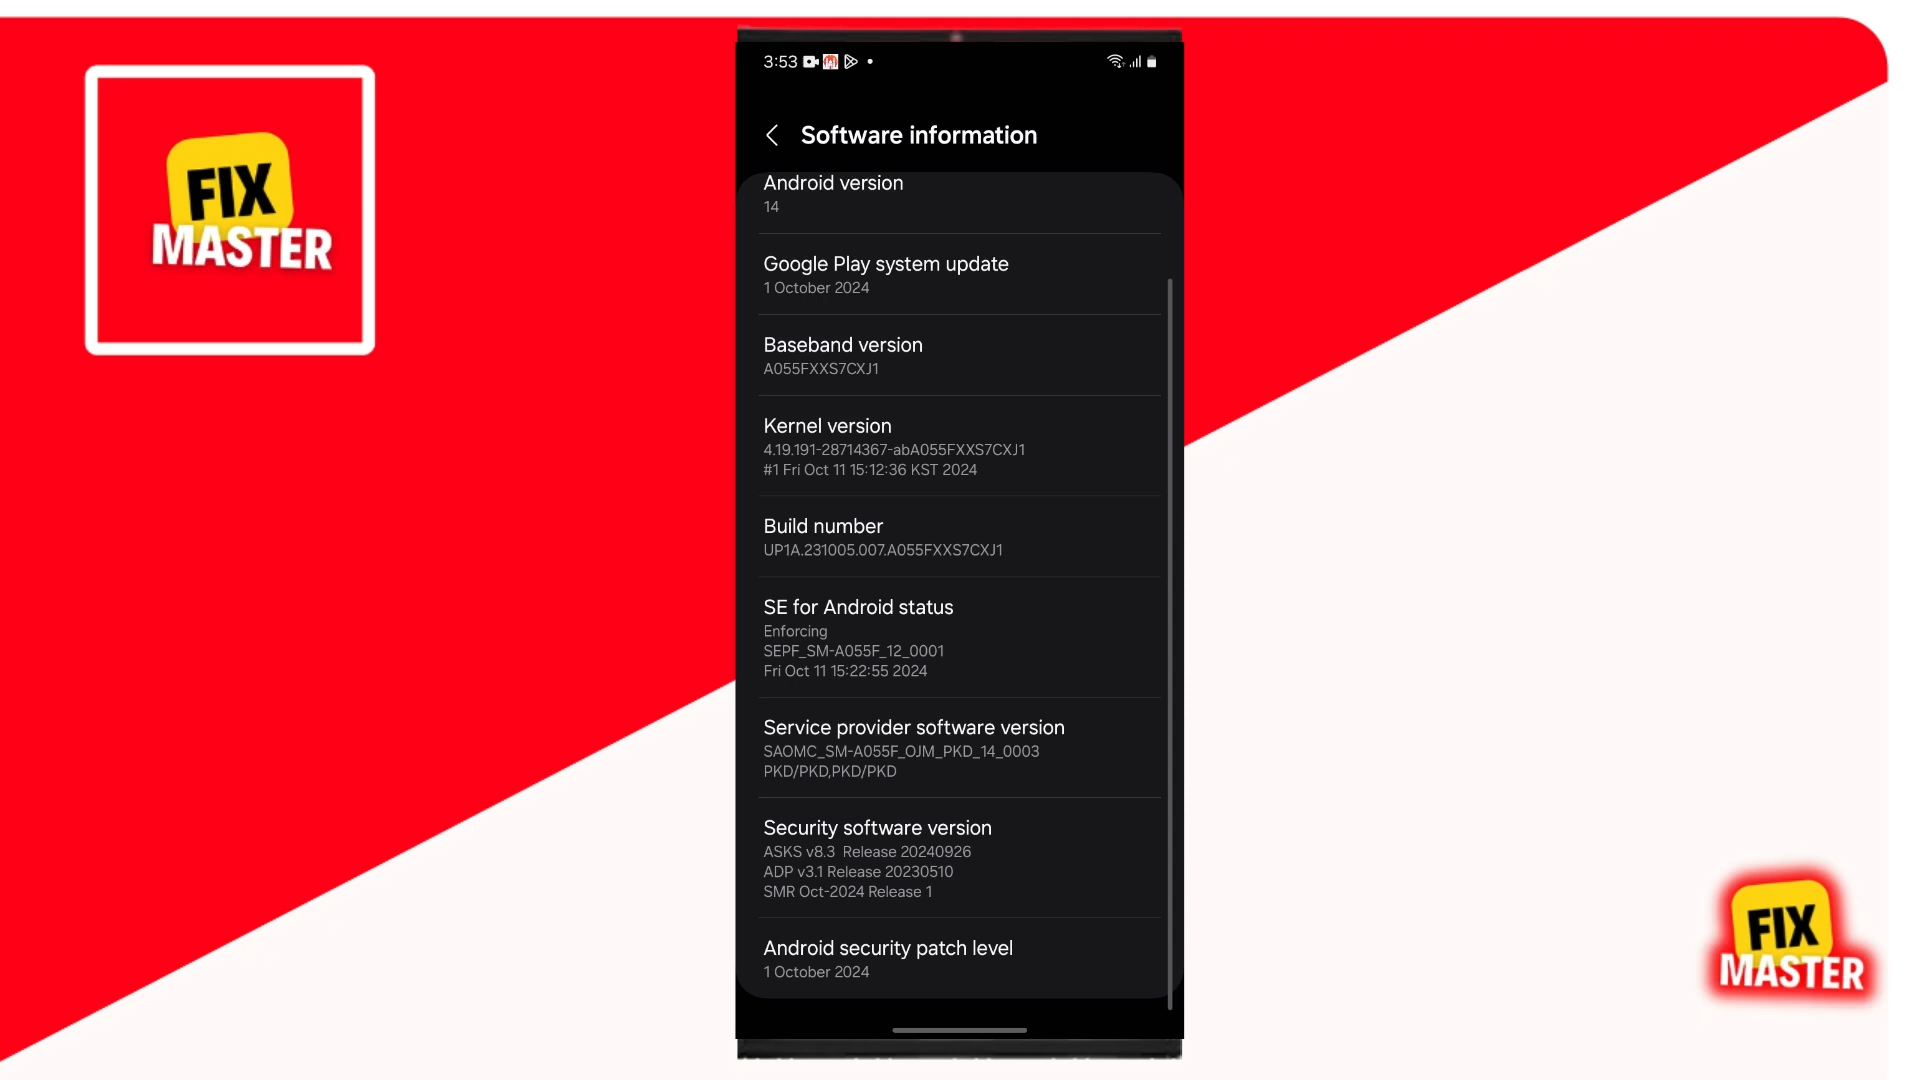 FIX
MASTER
3:53
Software information
Android version
14
Google Play system update
1 October 2024
Baseband version
A055FXXS7CXJ1
Kernel version
4.19.191-28714367-abA055FXXS7CXJ1
#1 Fri Oct 11 15:12:36 KST 2024
Build number
UP1A.231005.007.A055FXXS7CXJ1
SE for Android status
Enforcing
SEPF_SM-A055F_12_0001
Fri Oct 11 15:22:55 2024
Service provider software version
SAOMC_SM-A055F_OJM_PKD_14_0003
PKD/PKD,PKD/PKD
Security software version
ASKS v8.3  Release 20240926
ADP v3.1 Release 20230510
SMR Oct-2024 Release 1
Android security patch level
1 October 2024
FIX
MASTER